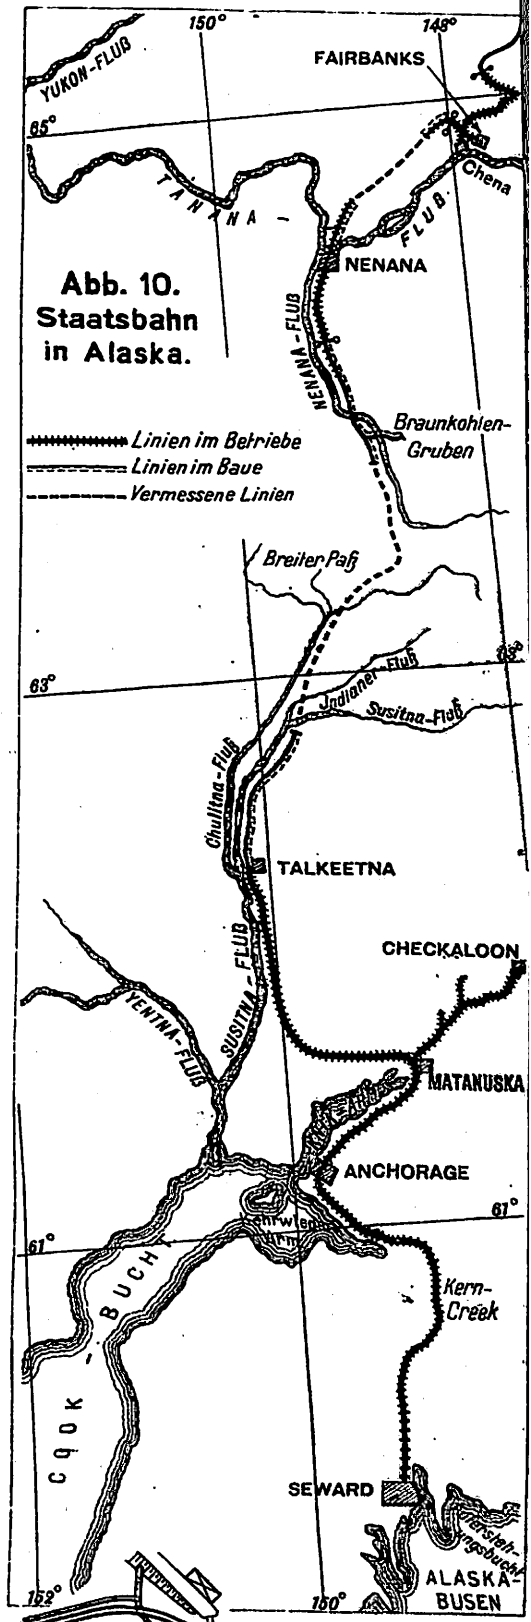 150°
148°
YUKON-FLUß
FAIRBANKS
65°
Chena
TANANA-
FLUß.
NENANA
Abb. 10.
Staatsbahn
in Alaska.
NENANA-FLUß
Braunkohlen-
Gruben
Linien im Betriebe
Linien im Baue
Vermessene Linien
Breiter Paß
63°
63°
Indianer-Fluß
Susitna-Fluß
Chulitna-Fluß
TALKEETNA
CHECKALOON
SUSITNA-FLUß
YENTNA-FLUß
MATANUSKA
ANCHORAGE
61°
61°
Kern-
Creek
COOK
BUCHT
SEWARD
ALASKA-
BUSEN
152°
150°